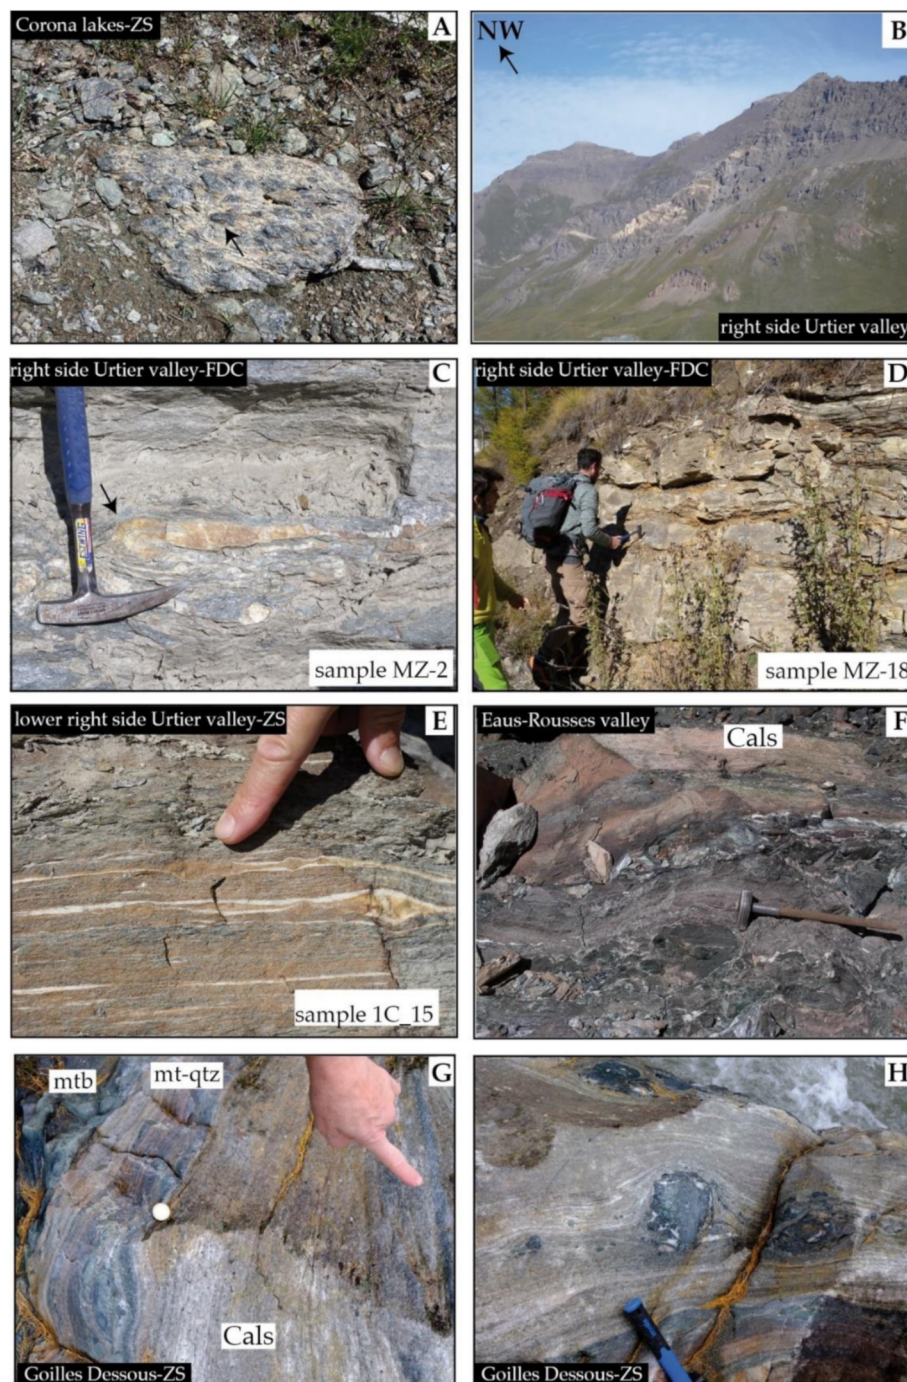 Corona lakes-ZS
A
NW
B
right side Urtier valley
right side Urtier valley-FDC
C
sample MZ-2
right side Urtier valley-FDC
D
sample MZ-18
lower right side Urtier valley-ZS
E
sample 1C_15
Eaus-Rousses valley
F
Cals
mtb
mt-qtz
G
Cals
Goilles Dessous-ZS
H
Goilles Dessous-ZS